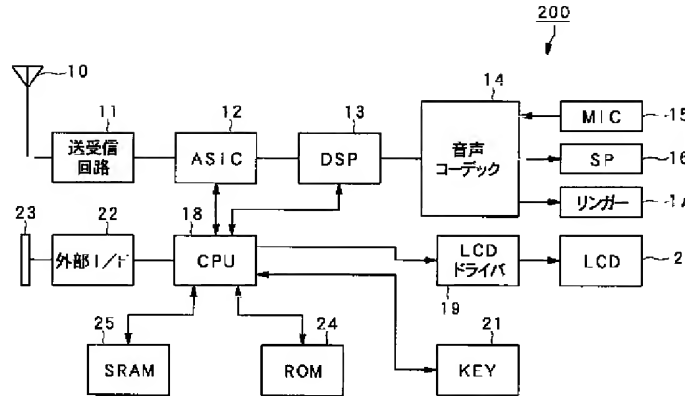 200
10
11
12
13
14
送受信
回路
ASIC
DSP
音声
コーデック
MIC
15
SP
16
リンガー
17
23
22
18
外部I/F
CPU
LCD
ドライバ
19
LCD
2
25
24
21
SRAM
ROM
KEY